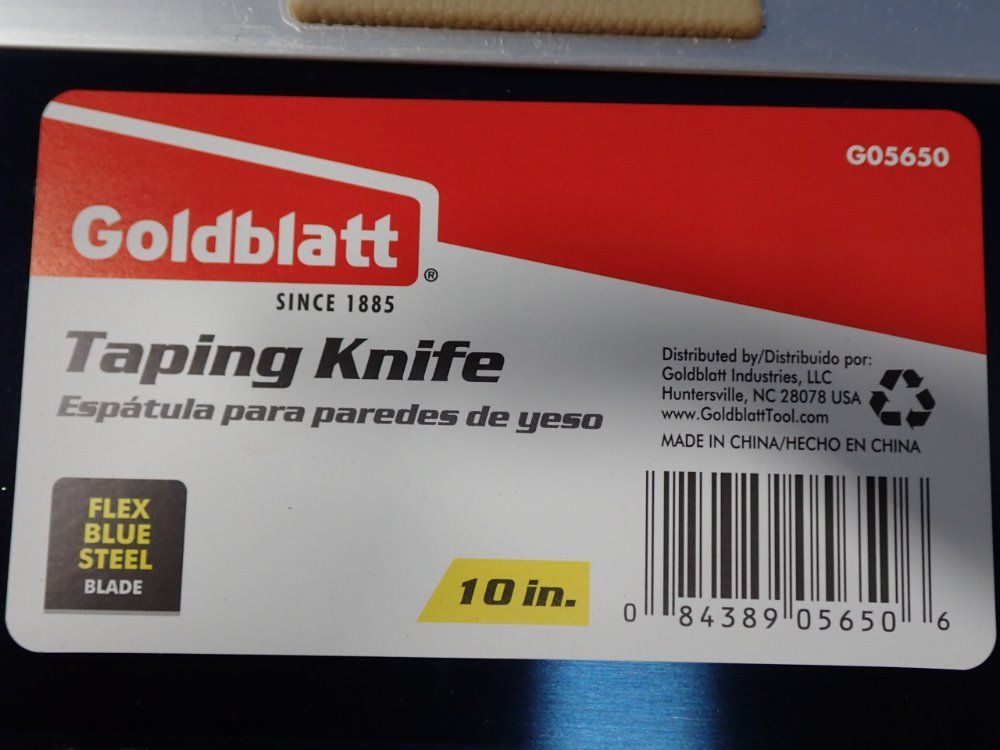 G05650
Goldblatt®
SINCE 1885
Taping Knife
Espátula para paredes de yeso
Distributed by/Distribuido por:
Goldblatt Industries, LLC
Huntersville, NC 28078 USA
www.GoldblattTool.com
MADE IN CHINA/HECHO EN CHINA
FLEX
BLUE
STEEL
BLADE
10 in.
0 84389 05650 6